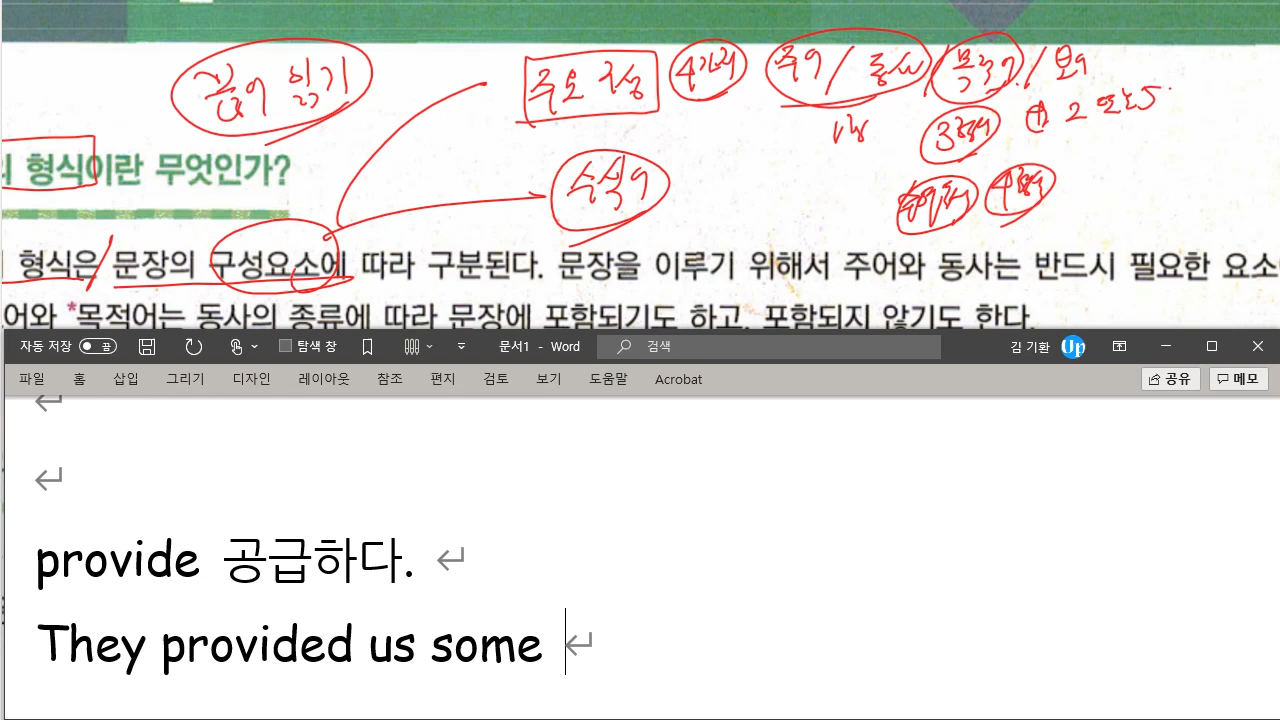 끊어 읽기
주요 구성 4가지 주어 / 동사 / 목적어 / 보어
3형식 2 또는 5
수식어 4형식
형식이란 무엇인가?
형식은 / 문장의 구성요소에 따라 구분된다. 문장을 이루기 위해서 주어와 동사는 반드시 필요한 요소
어와 *목적어는 동사의 종류에 따라 문장에 포함되기도 하고, 포함되지 않기도 한다.
자동 저장 끔 탐색 창 문서1 - Word 검색 김 기환 Up
파일 홈 삽입 그리기 디자인 레이아웃 참조 편지 검토 보기 도움말 Acrobat 공유 메모
provide 공급하다.
They provided us some